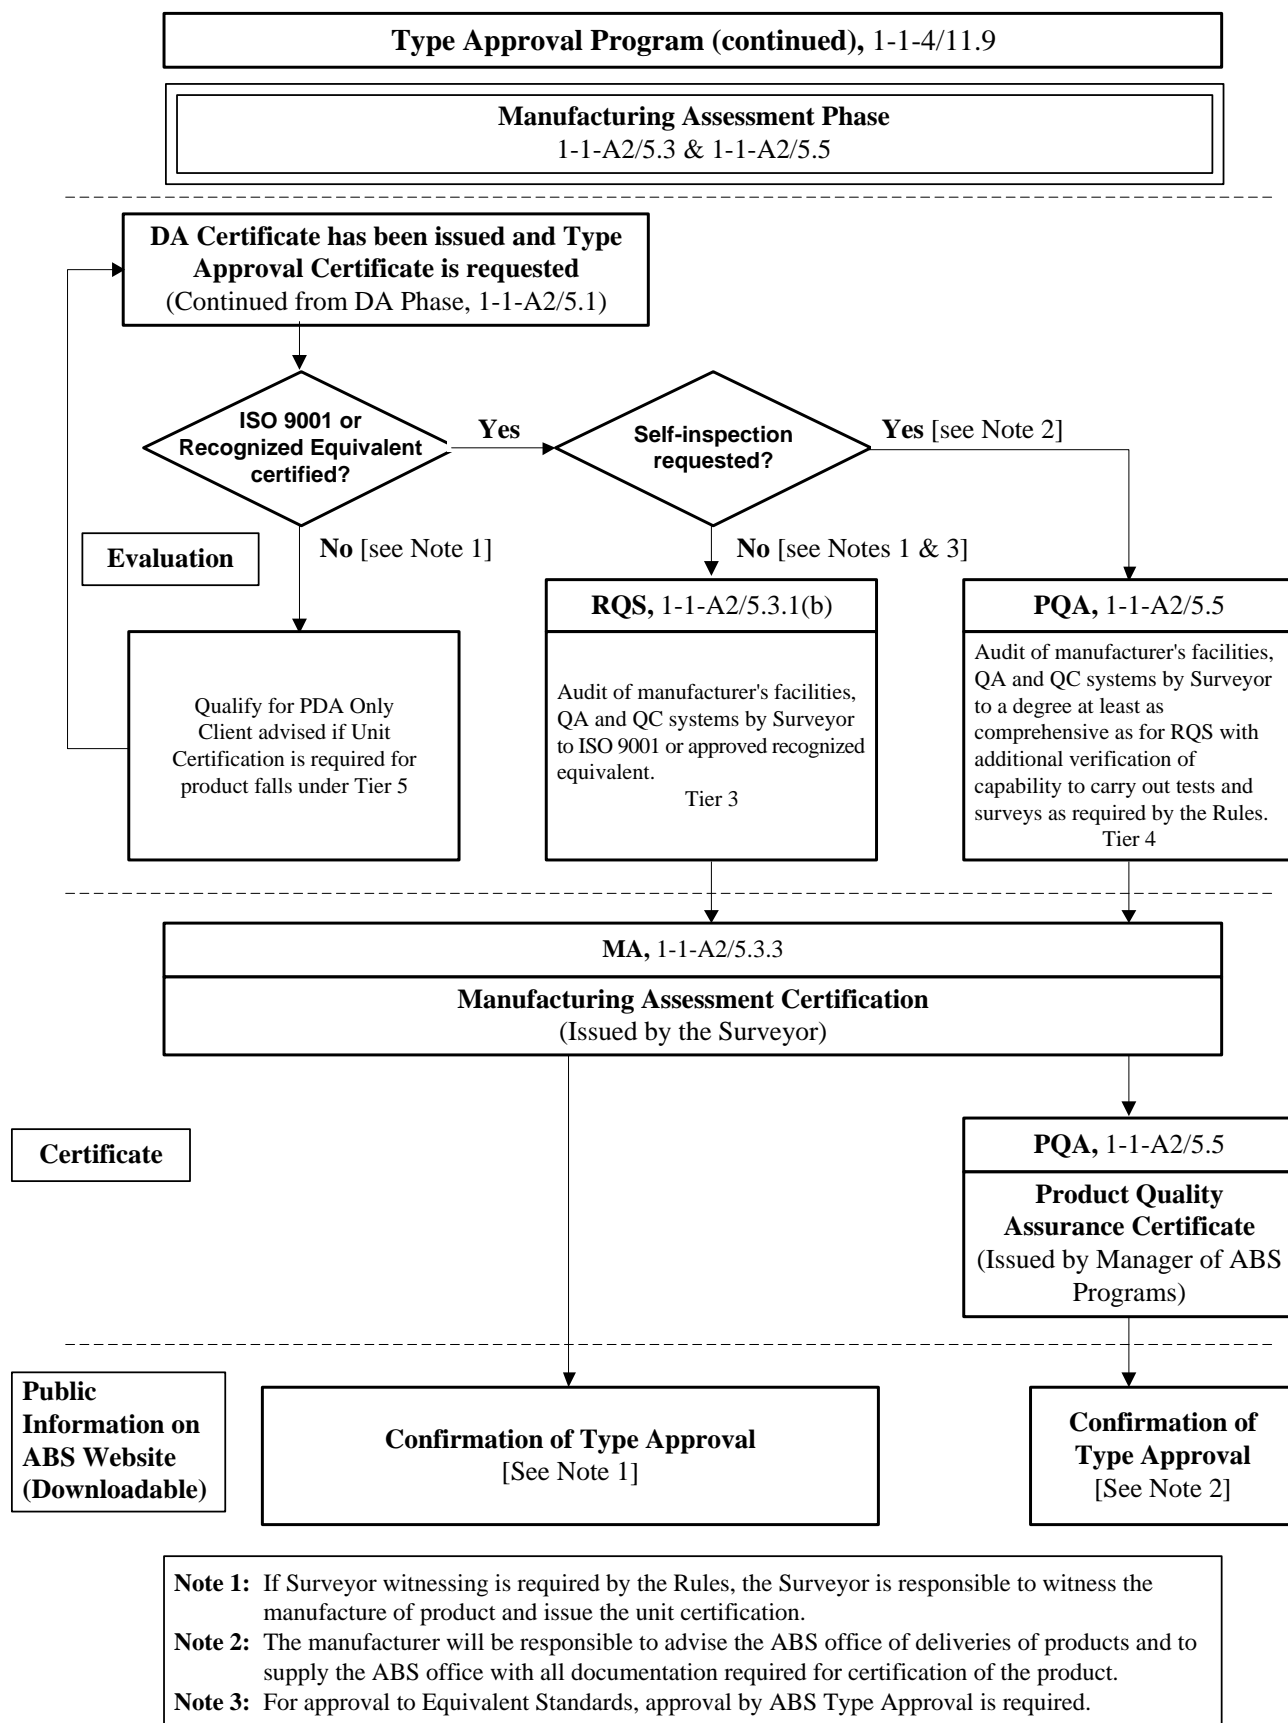 Type Approval Program (continued), 1-1-4/11.9
Manufacturing Assessment Phase
1-1-A2/5.3 & 1-1-A2/5.5
DA Certificate has been issued and Type
Approval Certificate is requested
(Continued from DA Phase, 1-1-A2/5.1)
ISO 9001 or
Recognized Equivalent
certified?
Yes
Self-inspection
requested?
Yes [see Note 2]
Evaluation
No [see Note 1]
No [see Notes 1 & 3]
Qualify for PDA Only
Client advised if Unit
Certification is required for
product falls under Tier 5
RQS, 1-1-A2/5.3.1(b)
Audit of manufacturer's facilities,
QA and QC systems by Surveyor
to ISO 9001 or approved recognized
equivalent.
Tier 3
PQA, 1-1-A2/5.5
Audit of manufacturer's facilities,
QA and QC systems by Surveyor
to a degree at least as
comprehensive as for RQS with
additional verification of
capability to carry out tests and
surveys as required by the Rules.
Tier 4
MA, 1-1-A2/5.3.3
Manufacturing Assessment Certification
(Issued by the Surveyor)
Certificate
PQA, 1-1-A2/5.5
Product Quality
Assurance Certificate
(Issued by Manager of ABS
Programs)
Public
Information on
ABS Website
(Downloadable)
Confirmation of Type Approval
[See Note 1]
Confirmation of
Type Approval
[See Note 2]
Note 1: If Surveyor witnessing is required by the Rules, the Surveyor is responsible to witness the
manufacture of product and issue the unit certification.
Note 2: The manufacturer will be responsible to advise the ABS office of deliveries of products and to
supply the ABS office with all documentation required for certification of the product.
Note 3: For approval to Equivalent Standards, approval by ABS Type Approval is required.